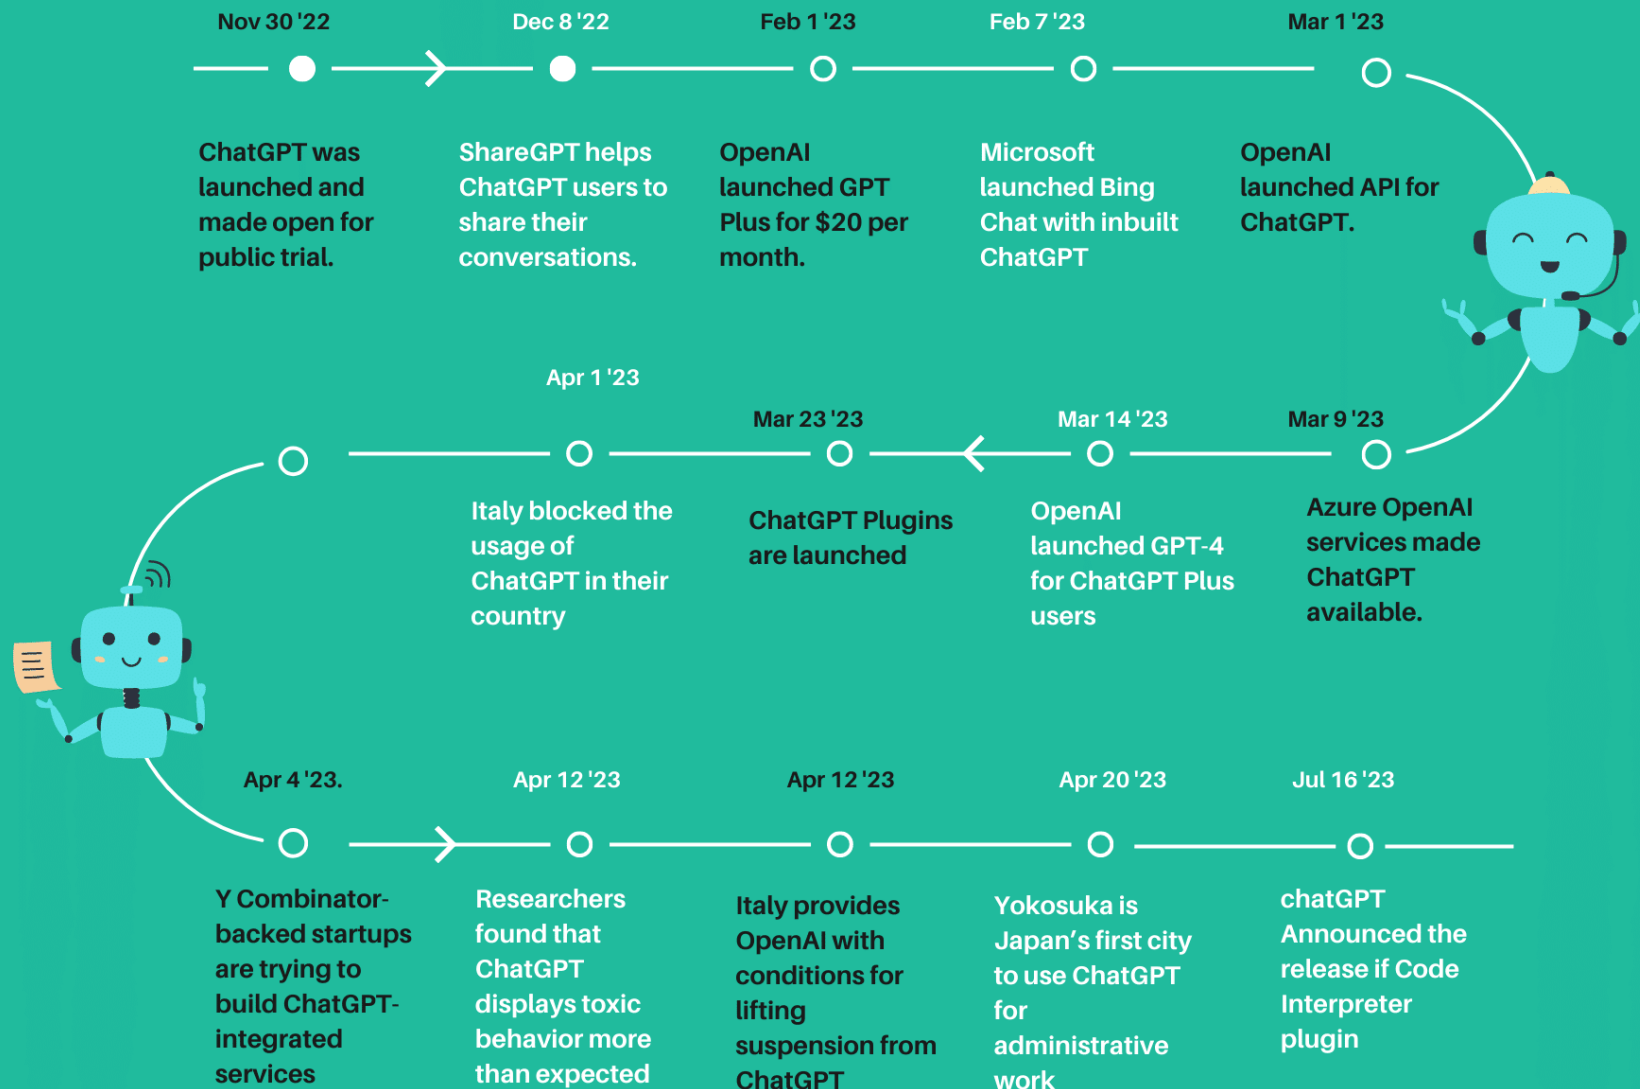 Nov 30 '22
ChatGPT was
launched and
made open for
public trial.
Dec 8 '22
ShareGPT helps
ChatGPT users to
share their
conversations.
Feb 1 '23
OpenAI
launched GPT
Plus for $20 per
month.
Feb 7 '23
Microsoft
launched Bing
Chat with inbuilt
ChatGPT
Mar 1 '23
OpenAI
launched API for
ChatGPT.
Mar 9 '23
Azure OpenAI
services made
ChatGPT
available.
Mar 14 '23
OpenAI
launched GPT-4
for ChatGPT Plus
users
Mar 23 '23
ChatGPT Plugins
are launched
Apr 1 '23
Italy blocked the
usage of
ChatGPT in their
country
Apr 4 '23.
Y Combinator-
backed startups
are trying to
build ChatGPT-
integrated
services
Apr 12 '23
Researchers
found that
ChatGPT
displays toxic
behavior more
than expected
Apr 12 '23
Italy provides
OpenAI with
conditions for
lifting
suspension from
ChatGPT
Apr 20 '23
Yokosuka is
Japan’s first city
to use ChatGPT
for
administrative
work
Jul 16 '23
chatGPT
Announced the
release if Code
Interpreter
plugin